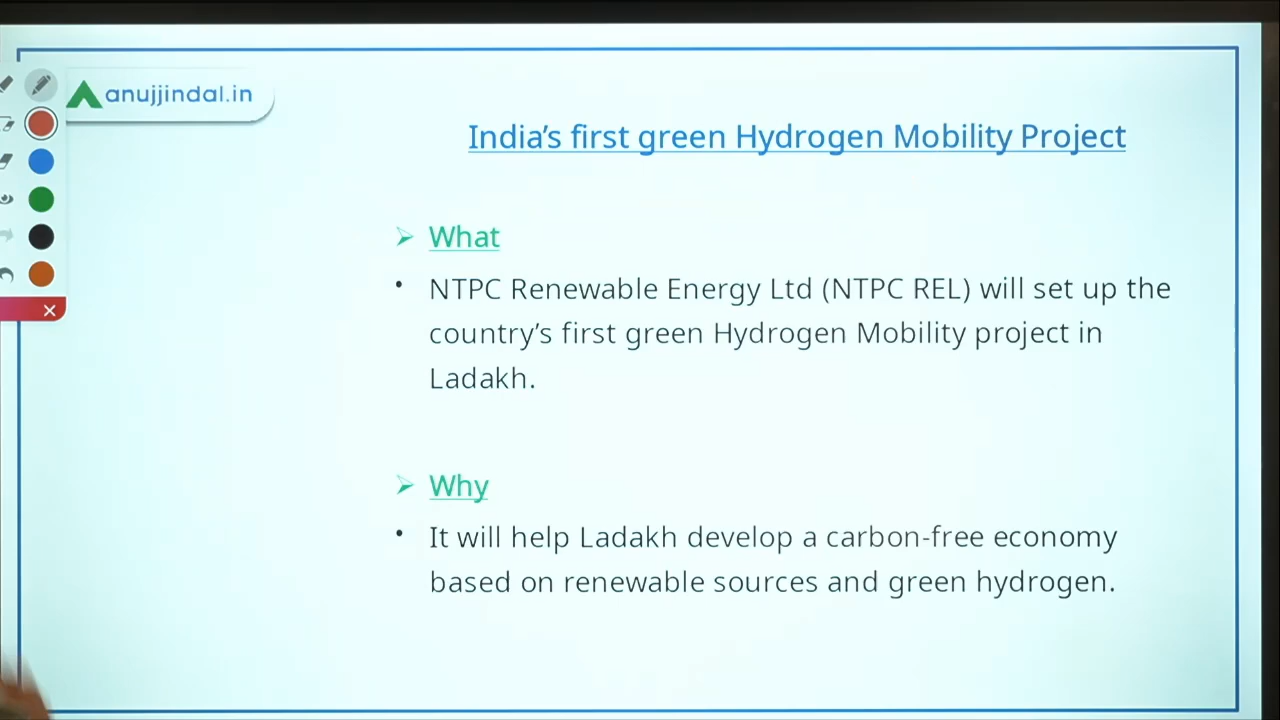 anujjindal.in
India's first green Hydrogen Mobility Project
➢ What
• NTPC Renewable Energy Ltd (NTPC REL) will set up the
country's first green Hydrogen Mobility project in
Ladakh.
➢ Why
• It will help Ladakh develop a carbon-free economy
based on renewable sources and green hydrogen.